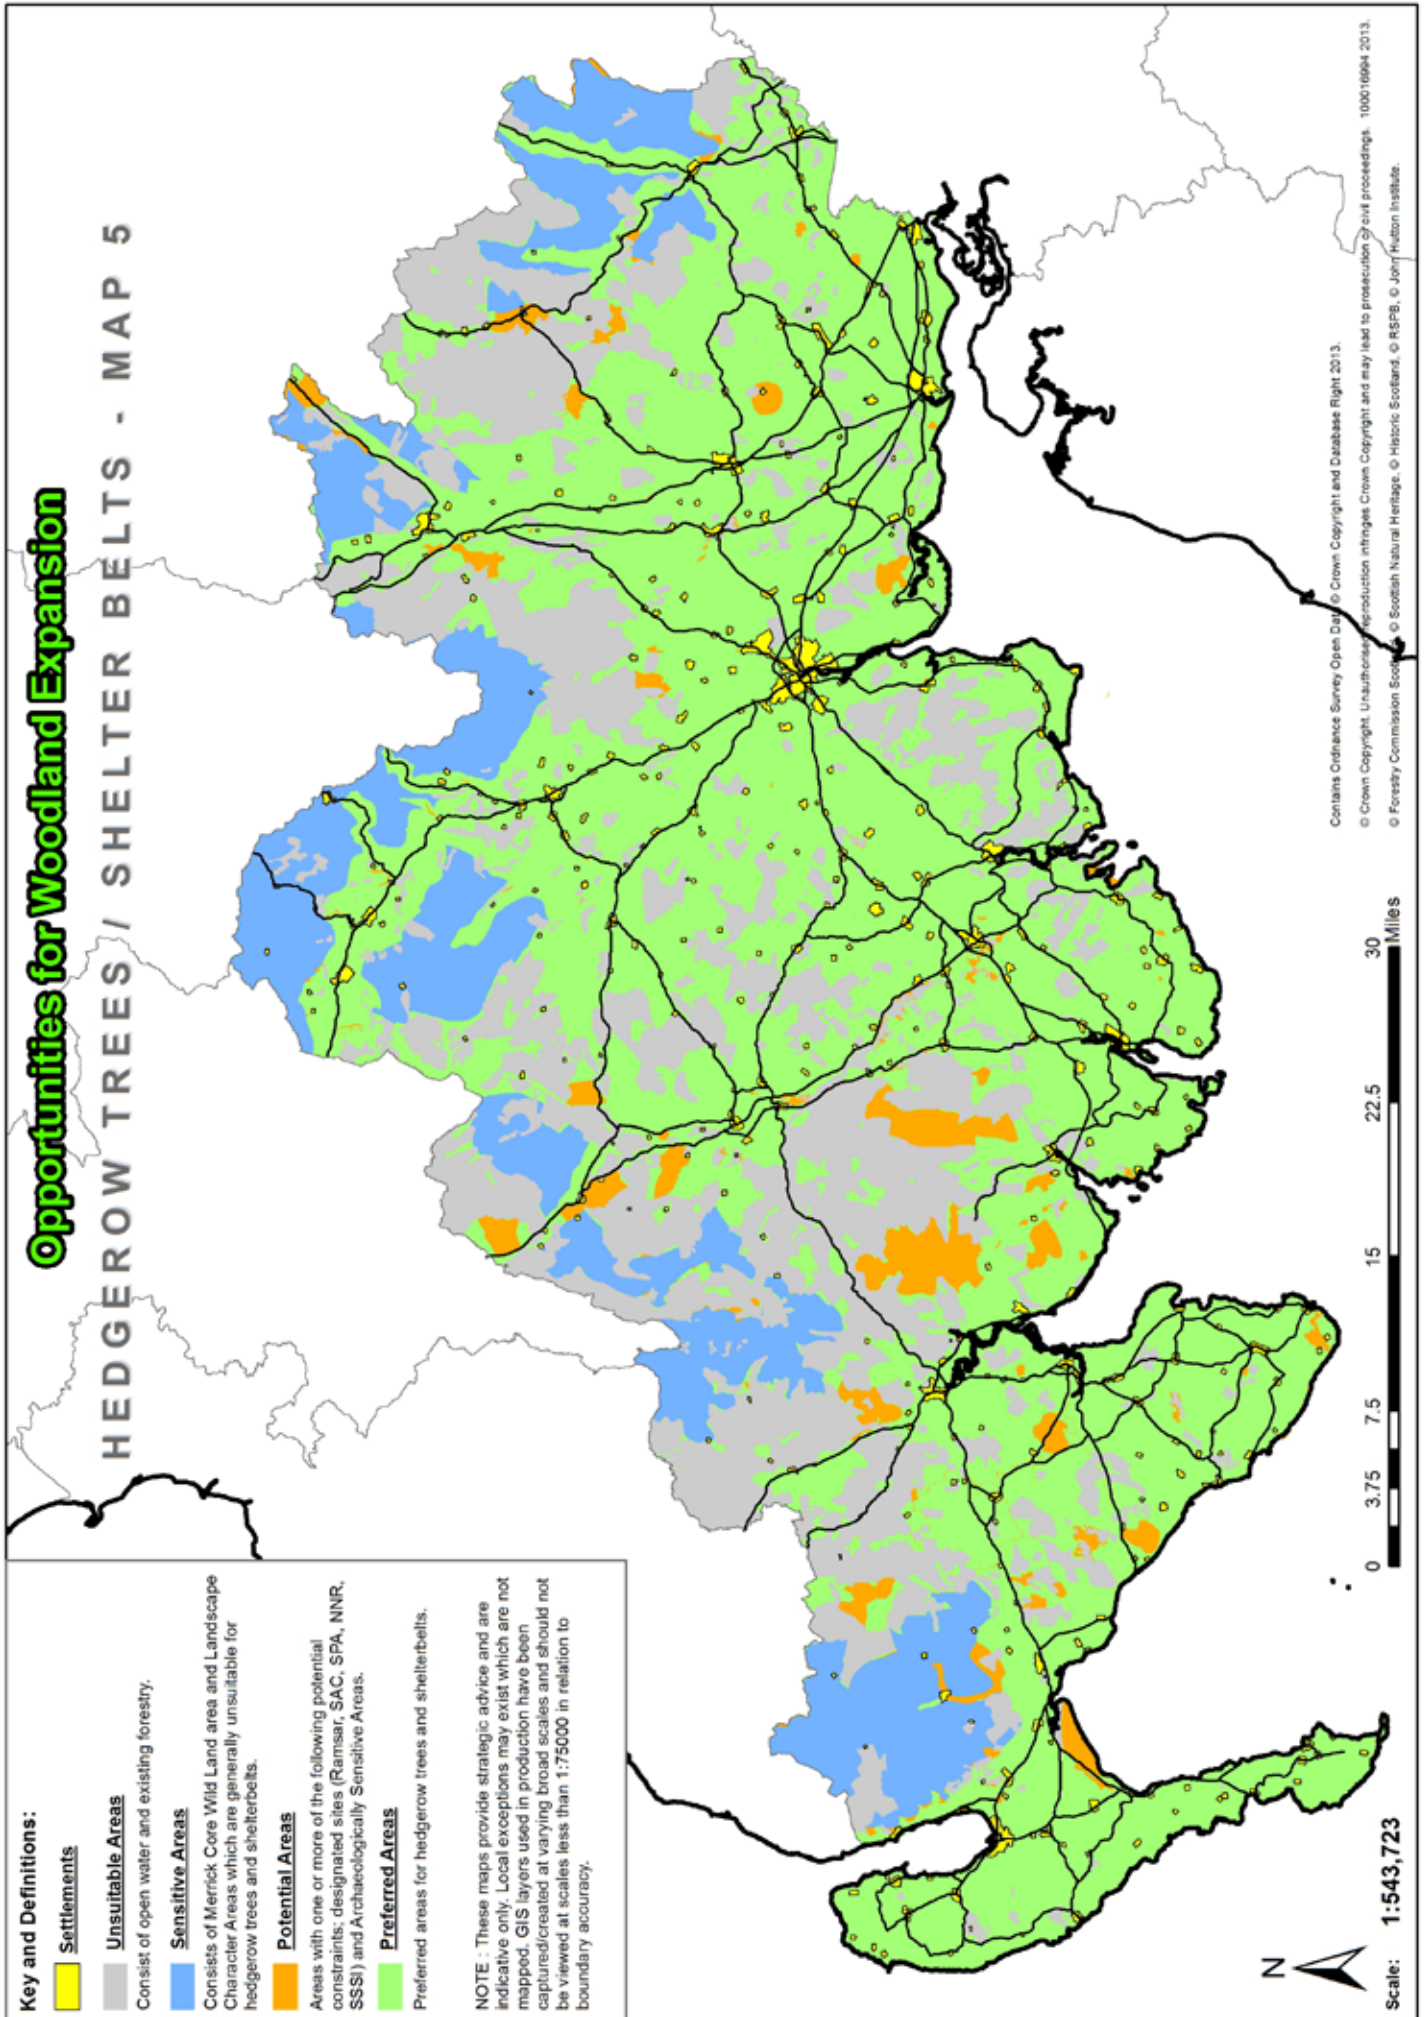 Opportunities for Woodland Expansion
HEDGEROW TREES / SHELTER BELTS - MAP 5
Key and Definitions:
Settlements
Unsuitable Areas
Consist of open water and existing forestry.
Sensitive Areas
Consists of Merrick Core Wild Land area and Landscape
Character Areas which are generally unsuitable for
hedgerow trees and shelterbelts.
Potential Areas
Areas with one or more of the following potential
constraints; designated sites (Ramsar, SAC, SPA, NNR,
SSSI) and Archaeologically Sensitive Areas.
Preferred Areas
Preferred areas for hedgerow trees and shelterbelts.
NOTE : These maps provide strategic advice and are
indicative only. Local exceptions may exist which are not
mapped. GIS layers used in production have been
captured/created at varying broad scales and should not
be viewed at scales less than 1:75000 in relation to
boundary accuracy.
N
Scale: 1:543,723
0 3.75 7.5 15 22.5 30
Miles
Contains Ordnance Survey Open Data © Crown Copyright and Database Right 2013.
© Crown Copyright. Unauthorised reproduction infringes Crown Copyright and may lead to prosecution or civil proceedings. 100016994 2013.
© Forestry Commission © Scottish Natural Heritage, © Historic Scotland, © RSPB, © John Hutton Institute.